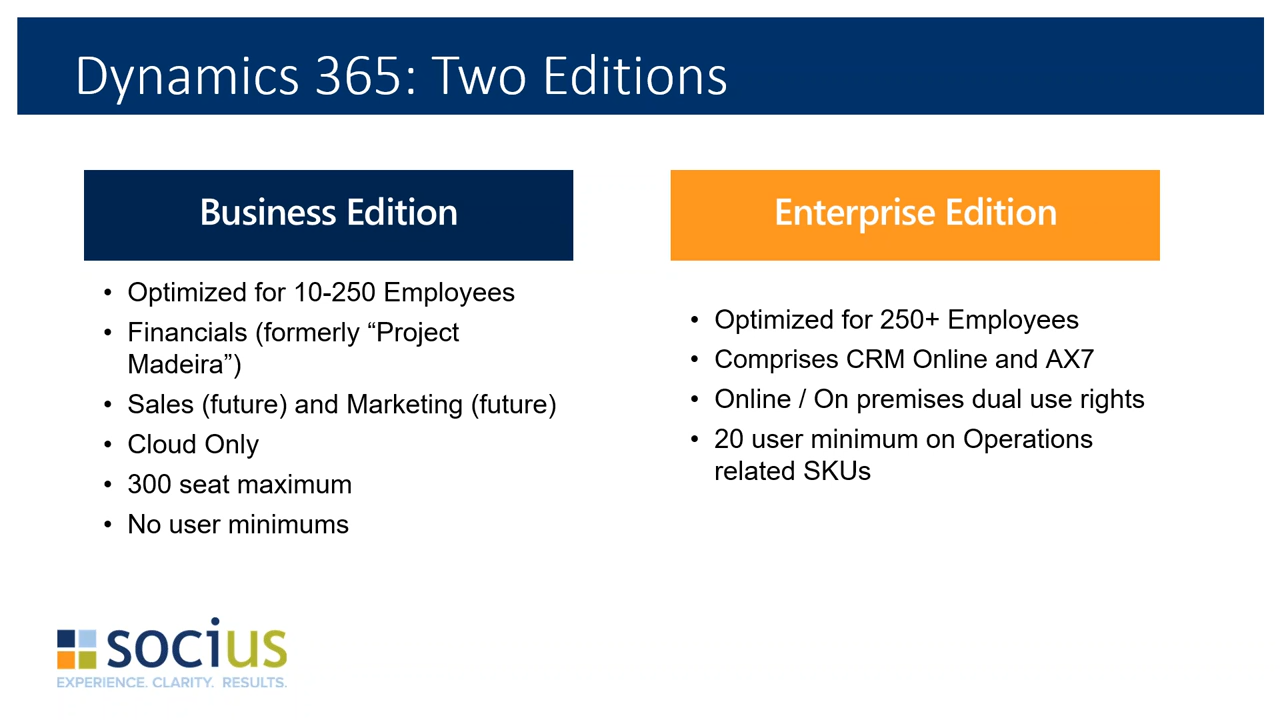 Dynamics 365: Two Editions
Business Edition
• Optimized for 10-250 Employees
• Financials (formerly “Project
Madeira”)
• Sales (future) and Marketing (future)
• Cloud Only
• 300 seat maximum
• No user minimums
Enterprise Edition
• Optimized for 250+ Employees
• Comprises CRM Online and AX7
• Online / On premises dual use rights
• 20 user minimum on Operations
related SKUs
socius
EXPERIENCE. CLARITY. RESULTS.